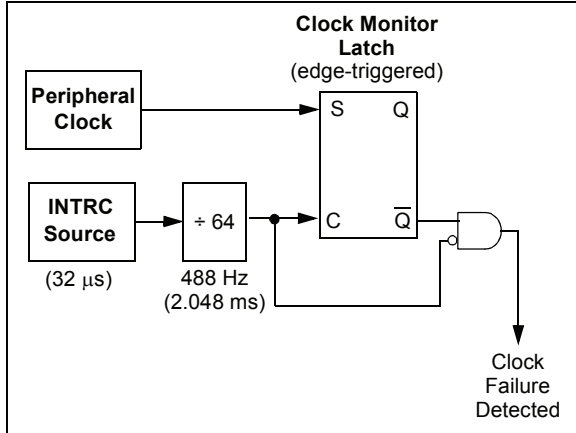 Clock Monitor
Latch
(edge-triggered)
Peripheral
Clock
S Q
INTRC
Source
÷ 64
C Q̅
(32 μs)
488 Hz
(2.048 ms)
Clock
Failure
Detected